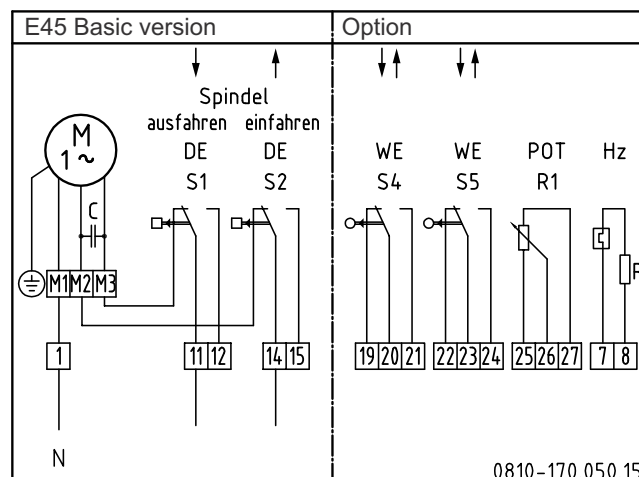 E45 Basic version
Option
Spindel
ausfahren einfahren
DE DE WE WE POT Hz
S1 S2 S4 S5 R1
M
1~
C
R
M1 M2 M3
1 11 12 14 15 19 20 21 22 23 24 25 26 27 7 8
N
0810-170.050 15